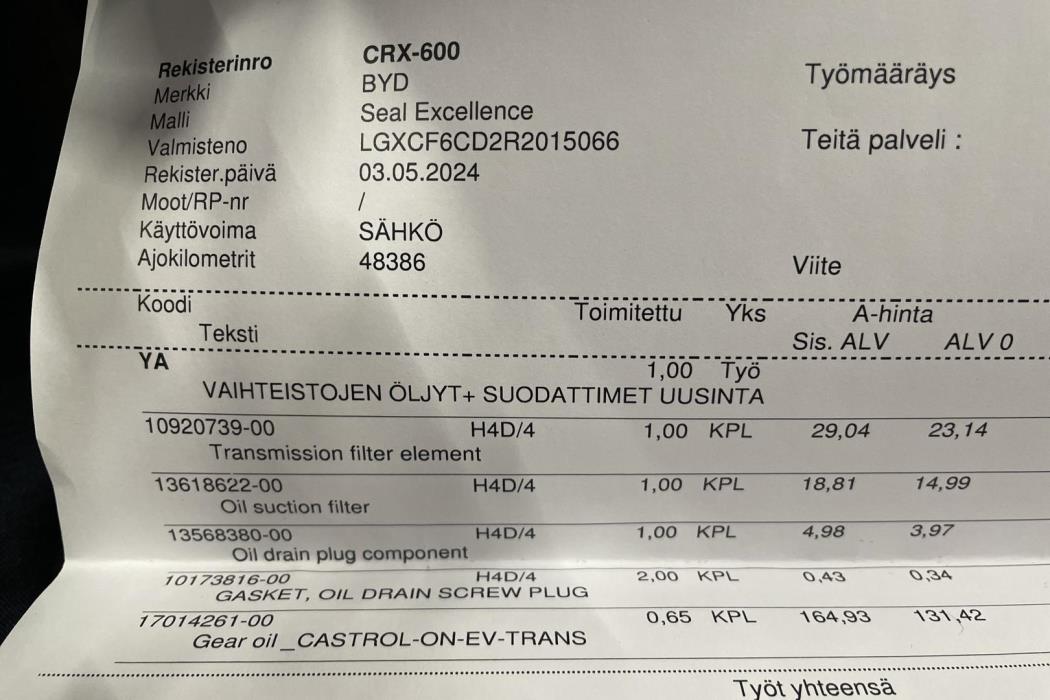 Rekisterinro CRX-600
Merkki BYD Työmääräys
Malli Seal Excellence
Valmisteno LGXCF6CD2R2015066 Teitä palveli :
Rekister.päivä 03.05.2024
Moot/RP-nr /
Käyttövoima SÄHKÖ
Ajokilometrit 48386 Viite
Koodi Toimitettu Yks A-hinta
Teksti Sis. ALV ALV 0
YA 1,00 Työ
VAIHTEISTOJEN ÖLJYT+ SUODATTIMET UUSINTA
10920739-00 H4D/4 1,00 KPL 29,04 23,14
Transmission filter element
13618622-00 H4D/4 1,00 KPL 18,81 14,99
Oil suction filter
13568380-00 H4D/4 1,00 KPL 4,98 3,97
Oil drain plug component
10173816-00 H4D/4 2,00 KPL 0,43 0,34
GASKET, OIL DRAIN SCREW PLUG
17014261-00 0,65 KPL 164,93 131,42
Gear oil_CASTROL-ON-EV-TRANS
Työt yhteensä